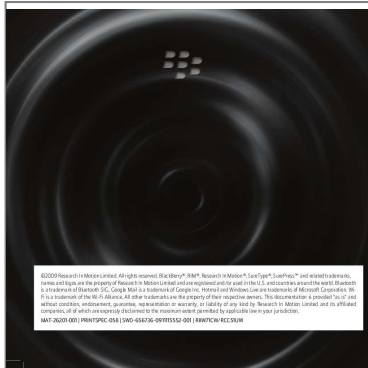 ©2009 Research In Motion Limited. All rights reserved. BlackBerry®, RIM®, Research In Motion®, SureType®, SurePress™ and related trademarks,
names and logos are the property of Research In Motion Limited and are registered and/or used in the U.S. and countries around the world. Bluetooth
is a trademark of Bluetooth SIG. Google Mail is a trademark of Google Inc. Hotmail and Windows Live are trademarks of Microsoft Corporation. Wi-
Fi is a trademark of the Wi-Fi Alliance. All other trademarks are the property of their respective owners. This documentation is provided "as is" and
without condition, endorsement, guarantee, representation or warranty, or liability of any kind by Research In Motion Limited and its affiliated
companies, all of which are expressly disclaimed to the maximum extent permitted by applicable law in your jurisdiction.
MAT-26201-001 | PRINTSPEC-058 | SWD-656736-0911115552-001 | RBW71CW/RCC51UW